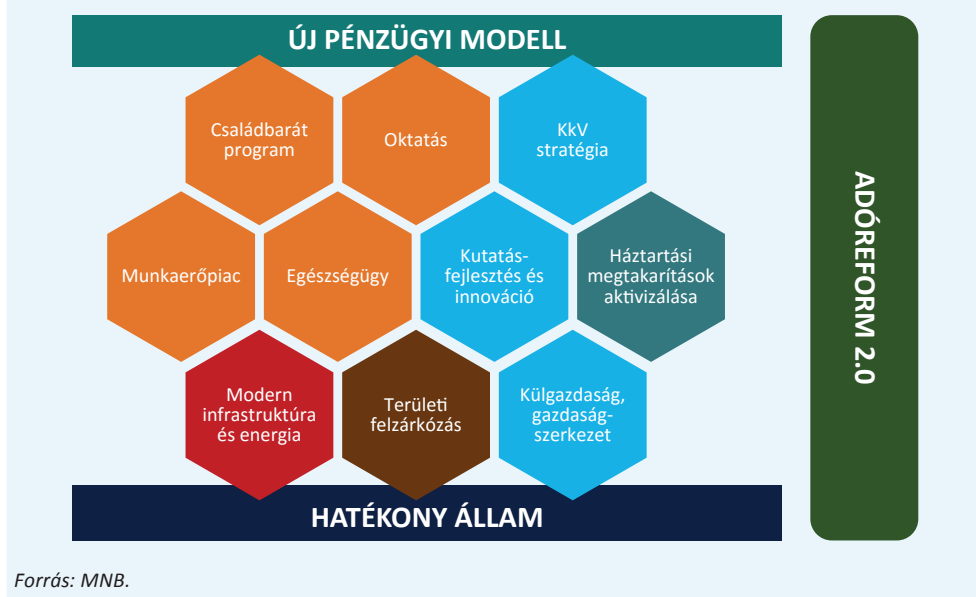 ÚJ PÉNZÜGYI MODELL
Családbarát
program
Oktatás
KkV
stratégia
Munkaerőpiac
Egészségügy
Kutatás-
fejlesztés és
innováció
Háztartási
megtakarítások
aktivizálása
Modern
infrastruktúra
és energia
Területi
felzárkózás
Külgazdaság,
gazdaság-
szerkezet
HATÉKONY ÁLLAM
ADÓREFORM 2.0
Forrás: MNB.